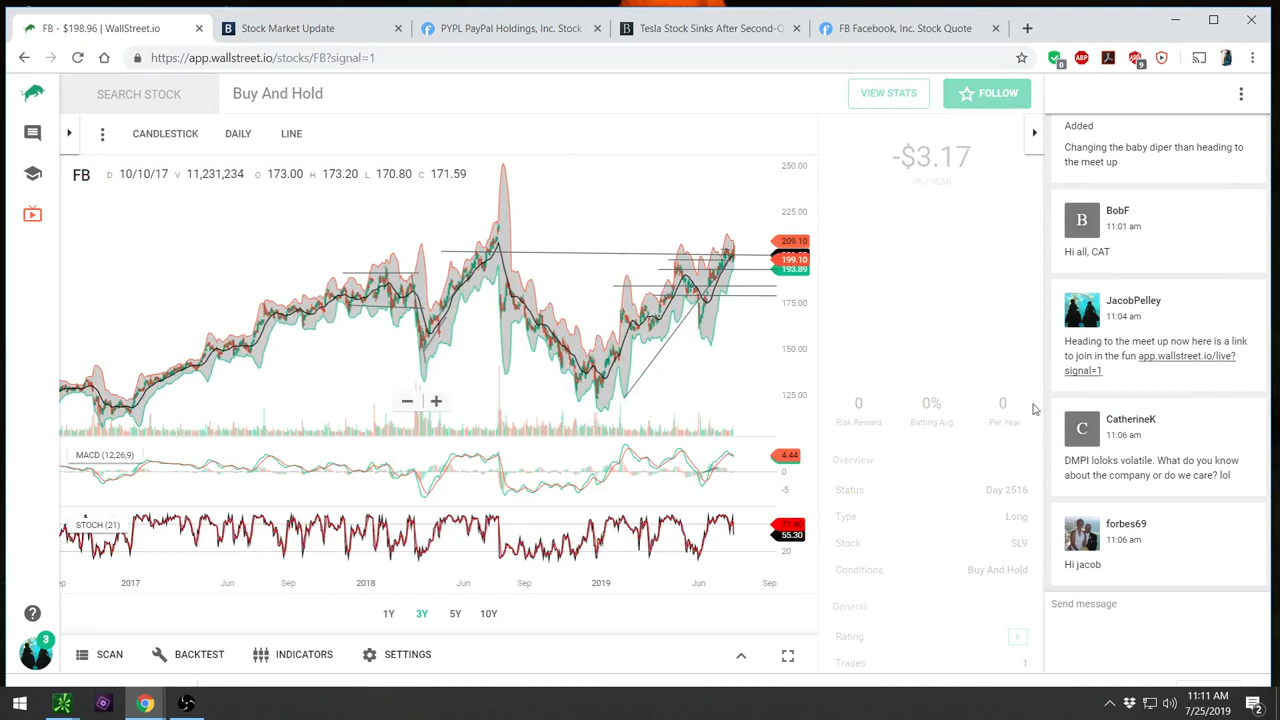 FB - $198.96 | WallStreet.io
Stock Market Update
PYPL PayPal Holdings, Inc. Stock
Tesla Stock Sinks After Second-Q
FB Facebook, Inc. Stock Quote
https://app.wallstreet.io/stocks/FB?signal=1
SEARCH STOCK
Buy And Hold
VIEW STATS
FOLLOW
CANDLESTICK DAILY LINE
FB D 10/10/17 V 11,231,234 O 173.00 H 173.20 L 170.80 C 171.59
250.00
225.00
209.10
199.10
193.89
175.00
150.00
125.00
MACD (12,26,9)
4.44
0
-5
STOCH (21)
55.30
20
2017 Jun Sep 2018 Jun Sep 2019 Jun Sep
1Y 3Y 5Y 10Y
SCAN BACKTEST INDICATORS SETTINGS
-$3.17
0 0% 0
Risk Reward Batting Avg Per Year
Overview
Status Day 2516
Type Long
Stock SLV
Conditions Buy And Hold
General
Rating F
Trades 1
Added
Changing the baby diper than heading to
the meet up
B
BobF
11:01 am
Hi all, CAT
JacobPelley
11:04 am
Heading to the meet up now here is a link
to join in the fun app.wallstreet.io/live?
signal=1
C
CatherineK
11:06 am
DMPI loloks volatile. What do you know
about the company or do we care? lol
forbes69
11:06 am
Hi jacob
Send message
3
0
ABP
9
11:11 AM
7/25/2019
2